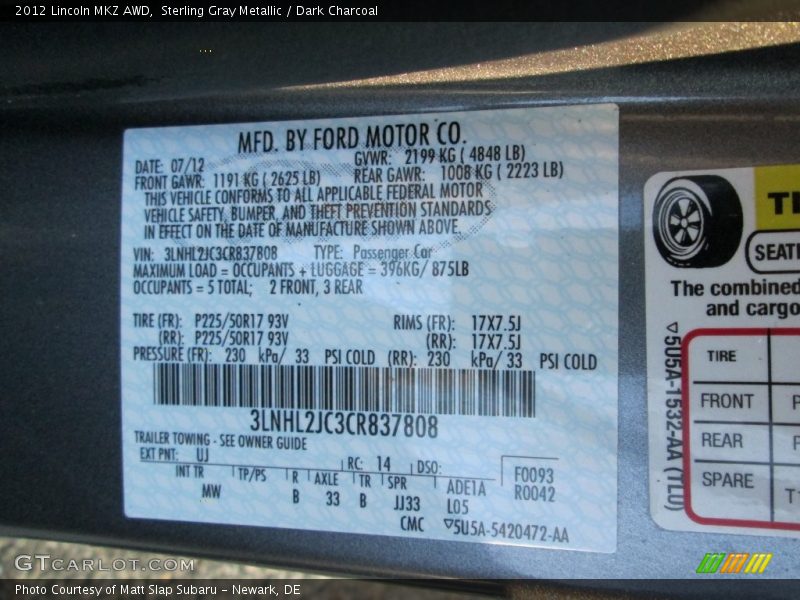 2012 Lincoln MKZ AWD,  Sterling Gray Metallic / Dark Charcoal
MFD. BY FORD MOTOR CO.
DATE: 07/12 GVWR: 2199 KG ( 4848 LB)
FRONT GAWR: 1191 KG ( 2625 LB) REAR GAWR: 1008 KG ( 2223 LB)
THIS VEHICLE CONFORMS TO ALL APPLICABLE FEDERAL MOTOR
VEHICLE SAFETY, BUMPER, AND THEFT PREVENTION STANDARDS
IN EFFECT ON THE DATE OF MANUFACTURE SHOWN ABOVE.
VIN: 3LNHL2JC3CR837808 TYPE: Passenger Car
MAXIMUM LOAD = OCCUPANTS + LUGGAGE = 396KG/ 875LB
OCCUPANTS = 5 TOTAL; 2 FRONT, 3 REAR
TIRE (FR): P225/50R17 93V RIMS (FR): 17X7.5J
(RR): P225/50R17 93V (RR): 17X7.5J
PRESSURE (FR): 230 kPa/ 33 PSI COLD (RR): 230 kPa/ 33 PSI COLD
3LNHL2JC3CR837808
TRAILER TOWING - SEE OWNER GUIDE
EXT PNT: UJ RC: 14 DSO: F0093
INT TR TP/PS R AXLE TR SPR ADE1A R0042
MW B 33 B JJ33 L05
CMC ▽5U5A-5420472-AA
TI
SEATI
The combined
and cargo
▽5U5A-1532-AA (TLD)
TIRE
FRONT P
REAR P
SPARE T
GTCARLOT.COM
Photo Courtesy of Matt Slap Subaru - Newark, DE